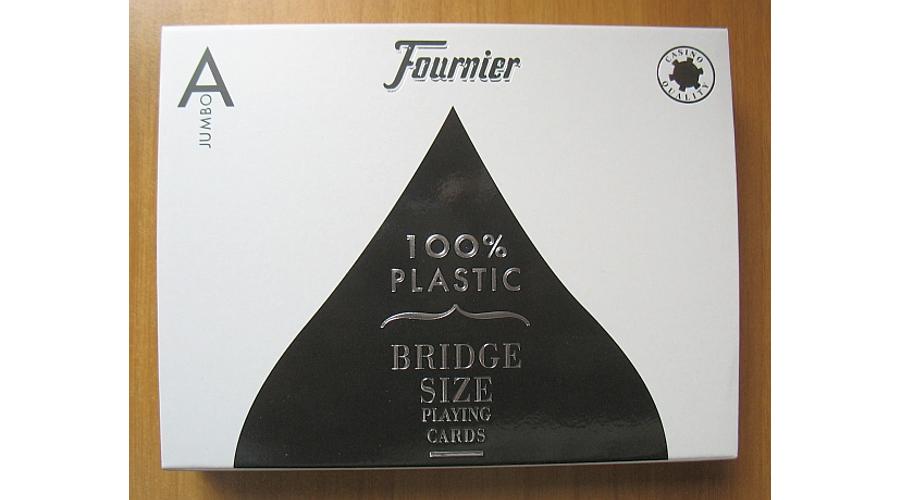 A
JUMBO
Fournier
CASINO
QUALITY
100%
PLASTIC
BRIDGE
SIZE
PLAYING
CARDS